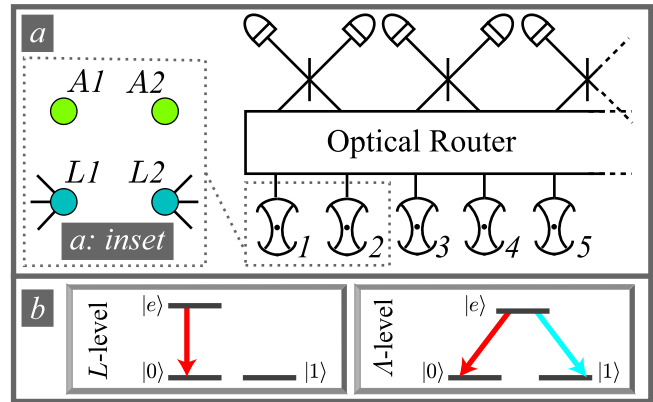 a
A1 A2
L1 L2
a: inset
Optical Router
1 2 3 4 5
b
L-level
|e⟩
|0⟩ |1⟩
Λ-level
|e⟩
|0⟩ |1⟩